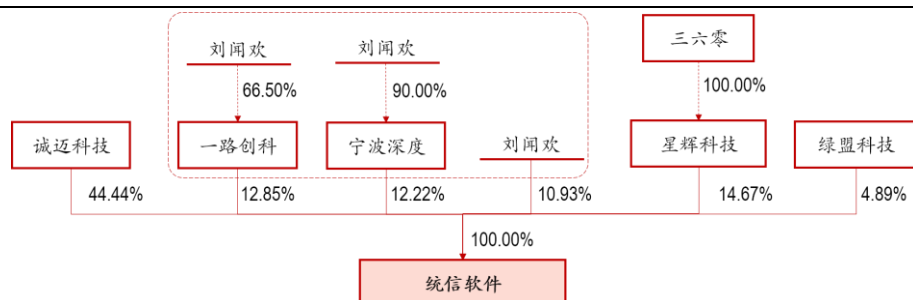 刘闻欢
刘闻欢
三六零
66.50%
90.00%
100.00%
诚迈科技
一路创科
宁波深度
刘闻欢
星辉科技
绿盟科技
44.44%
12.85%
12.22%
10.93%
14.67%
4.89%
100.00%
统信软件